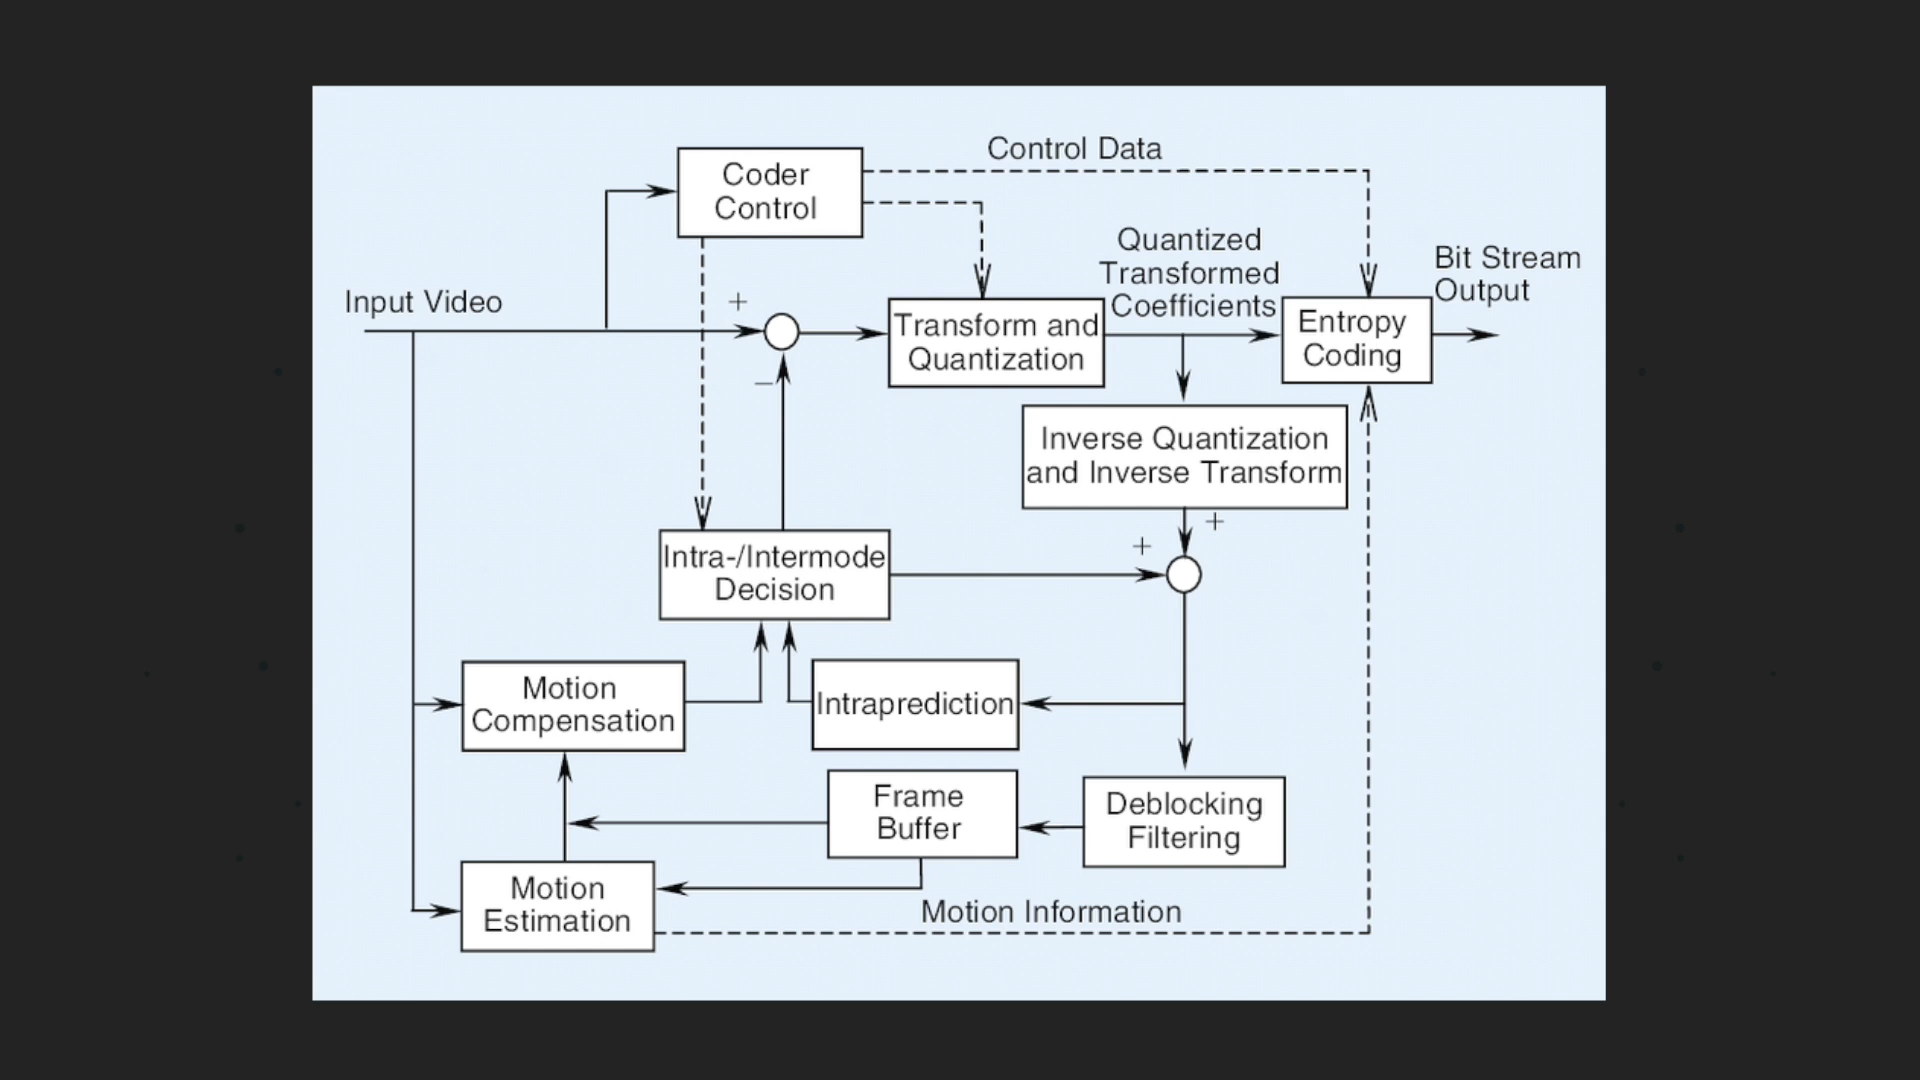 Control Data
Coder
Control
Quantized
Transformed
Coefficients
Bit Stream
Output
Input Video
+
−
Transform and
Quantization
Entropy
Coding
Inverse Quantization
and Inverse Transform
+
+
Intra-/Intermode
Decision
Motion
Compensation
Intraprediction
Frame
Buffer
Deblocking
Filtering
Motion
Estimation
Motion Information